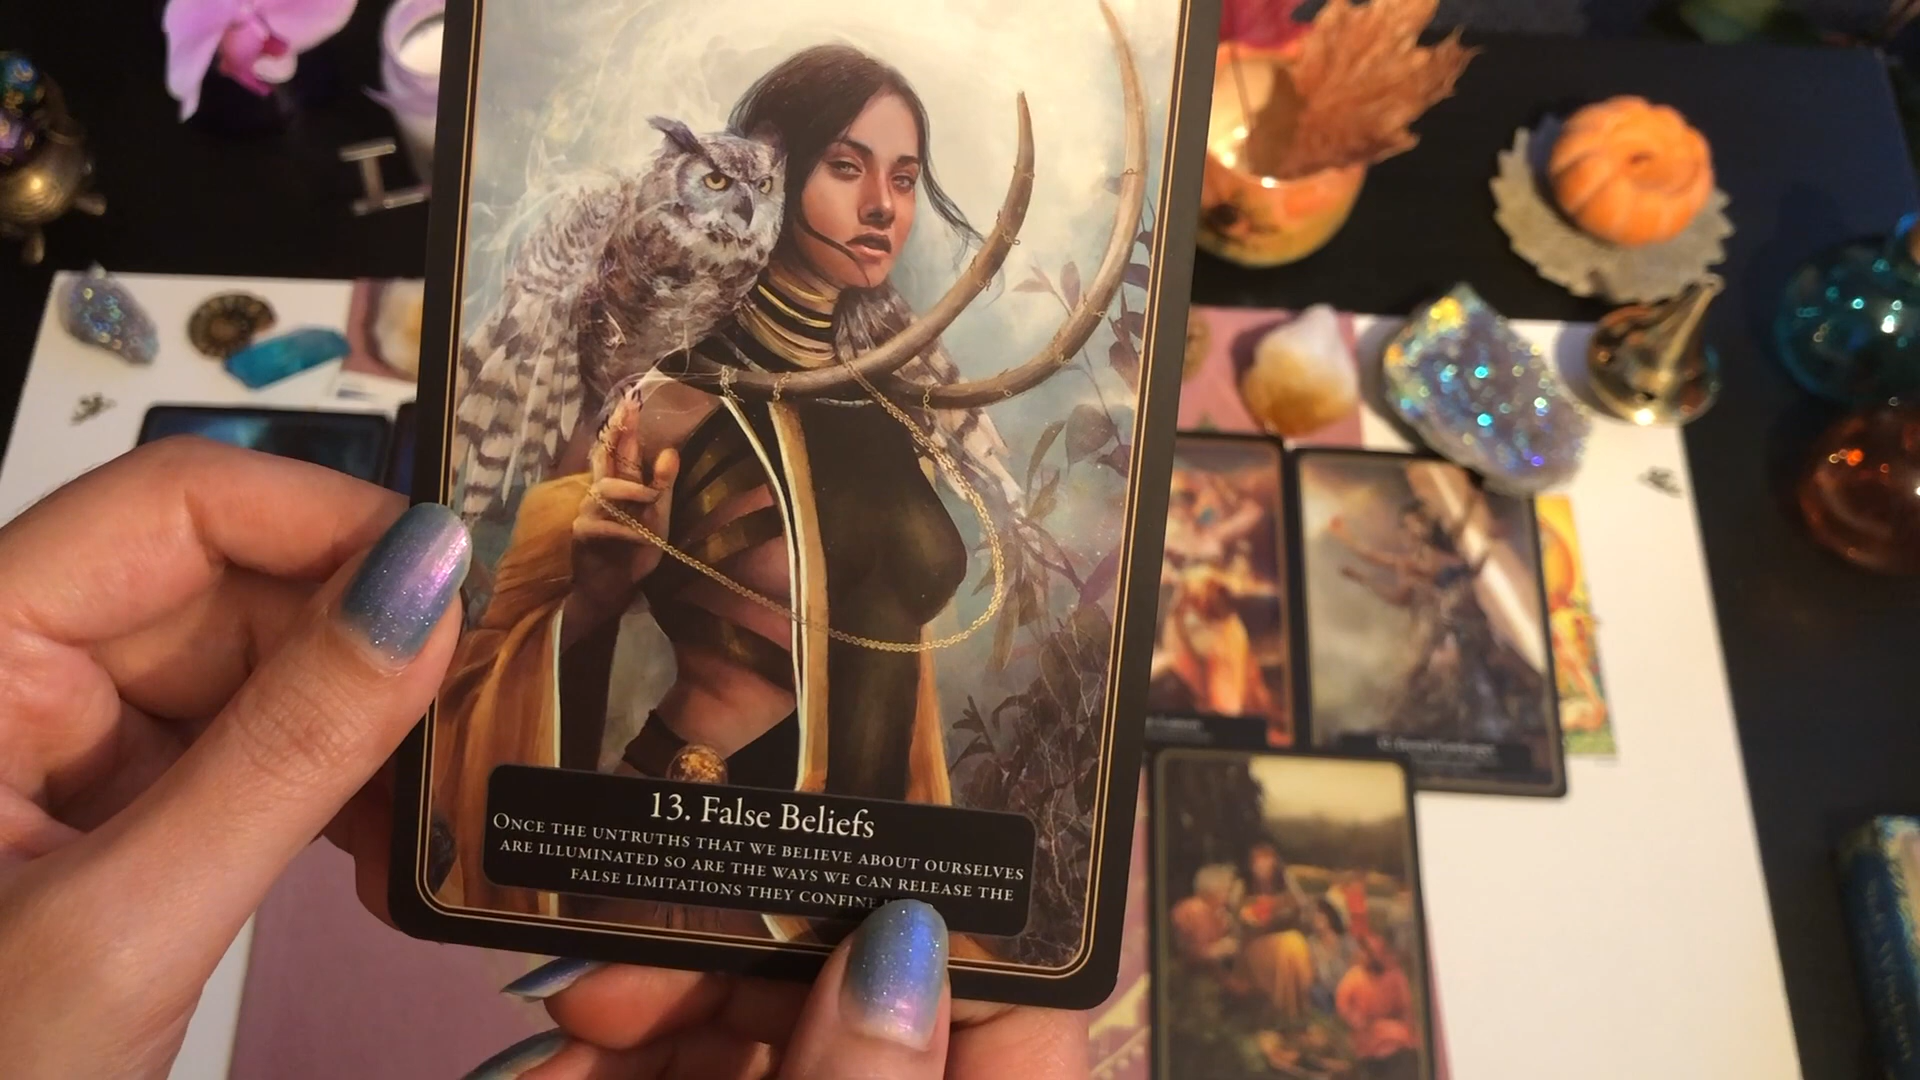 13. False Beliefs
Once the untruths that we believe about ourselves
are illuminated so are the ways we can release the
false limitations they confine